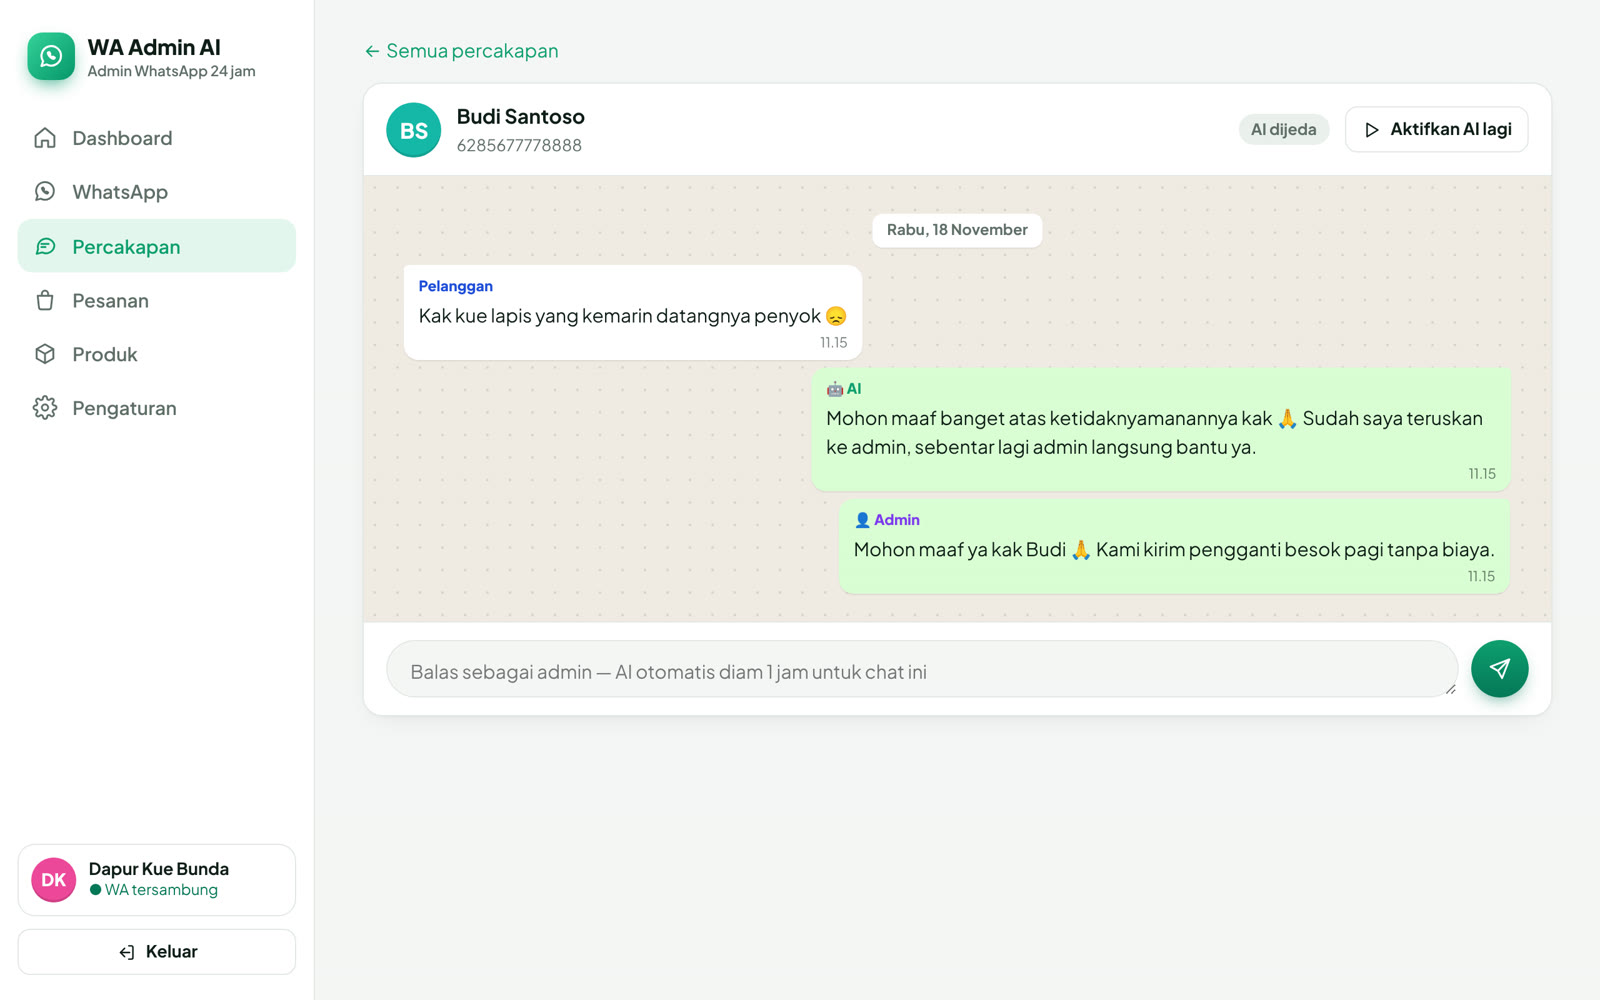 WA Admin AI
Admin WhatsApp 24 jam
Dashboard
WhatsApp
Percakapan
Pesanan
Produk
Pengaturan
DK
Dapur Kue Bunda
WA tersambung
Keluar
← Semua percakapan
BS
Budi Santoso
6285677778888
AI dijeda
Aktifkan AI lagi
Rabu, 18 November
Pelanggan
Kak kue lapis yang kemarin datangnya penyok 😞
11.15
🤖 AI
Mohon maaf banget atas ketidaknyamanannya kak 🙏 Sudah saya teruskan
ke admin, sebentar lagi admin langsung bantu ya.
11.15
👤 Admin
Mohon maaf ya kak Budi 🙏 Kami kirim pengganti besok pagi tanpa biaya.
11.15
Balas sebagai admin — AI otomatis diam 1 jam untuk chat ini